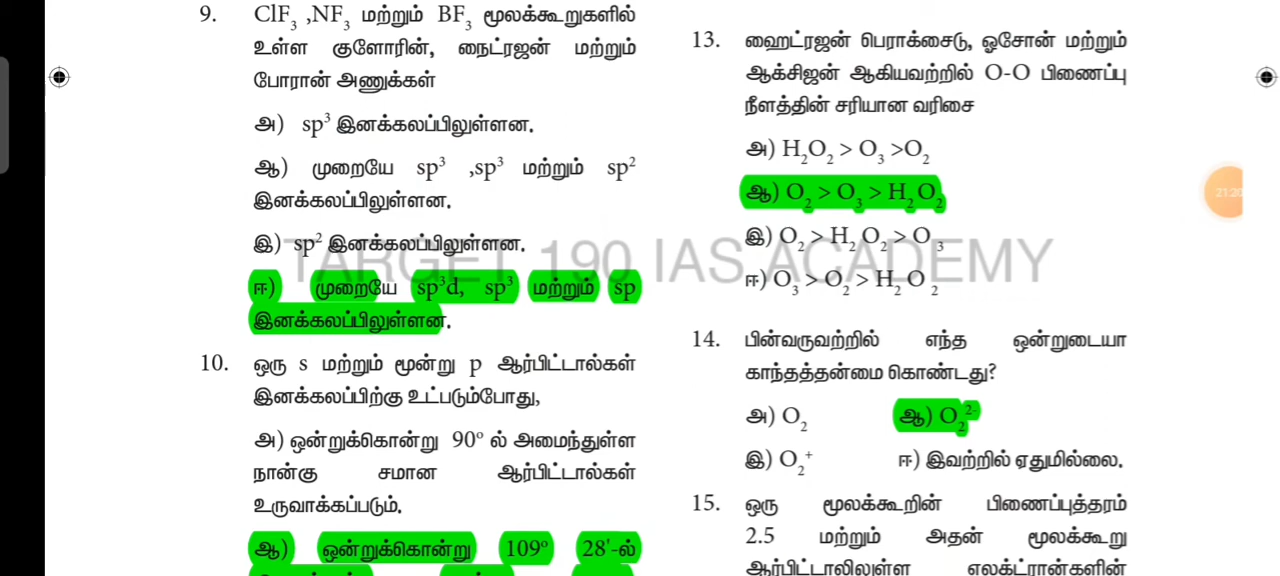 9. ClF₃ ,NF₃ மற்றும் BF₃ மூலக்கூறுகளில்
உள்ள குளோரின், நைட்ரஜன் மற்றும்
போரான் அணுக்கள்
அ) sp³ இனக்கலப்பிலுள்ளன.
ஆ) முறையே sp³ ,sp³ மற்றும் sp²
இனக்கலப்பிலுள்ளன.
இ) sp² இனக்கலப்பிலுள்ளன.
ஈ) முறையே sp³d, sp³ மற்றும் sp
இனக்கலப்பிலுள்ளன.
10. ஒரு s மற்றும் மூன்று p ஆர்பிட்டால்கள்
இனக்கலப்பிற்கு உட்படும்போது,
அ) ஒன்றுக்கொன்று 90º ல் அமைந்துள்ள
நான்கு சமான ஆர்பிட்டால்கள்
உருவாக்கப்படும்.
ஆ) ஒன்றுக்கொன்று 109º 28'-ல்
13. ஹைட்ரஜன் பெராக்சைடு, ஓசோன் மற்றும்
ஆக்சிஜன் ஆகியவற்றில் O-O பிணைப்பு
நீளத்தின் சரியான வரிசை
அ) H₂O₂ > O₃ >O₂
ஆ) O₂ > O₃ > H₂O₂
இ) O₂ > H₂O₂> O₃
ஈ) O₃ > O₂ > H₂O₂
14. பின்வருவற்றில் எந்த ஒன்றுடையா
காந்தத்தன்மை கொண்டது?
அ) O₂ ஆ) O₂²⁻
இ) O₂⁺ ஈ) இவற்றில் ஏதுமில்லை.
15. ஒரு மூலக்கூறின் பிணைப்புத்தரம்
2.5 மற்றும் அதன் மூலக்கூறு
ஆர்பிட்டாலிலுள்ள எலக்ட்ரான்களின்
TARGET 190 IAS ACADEMY
21:20